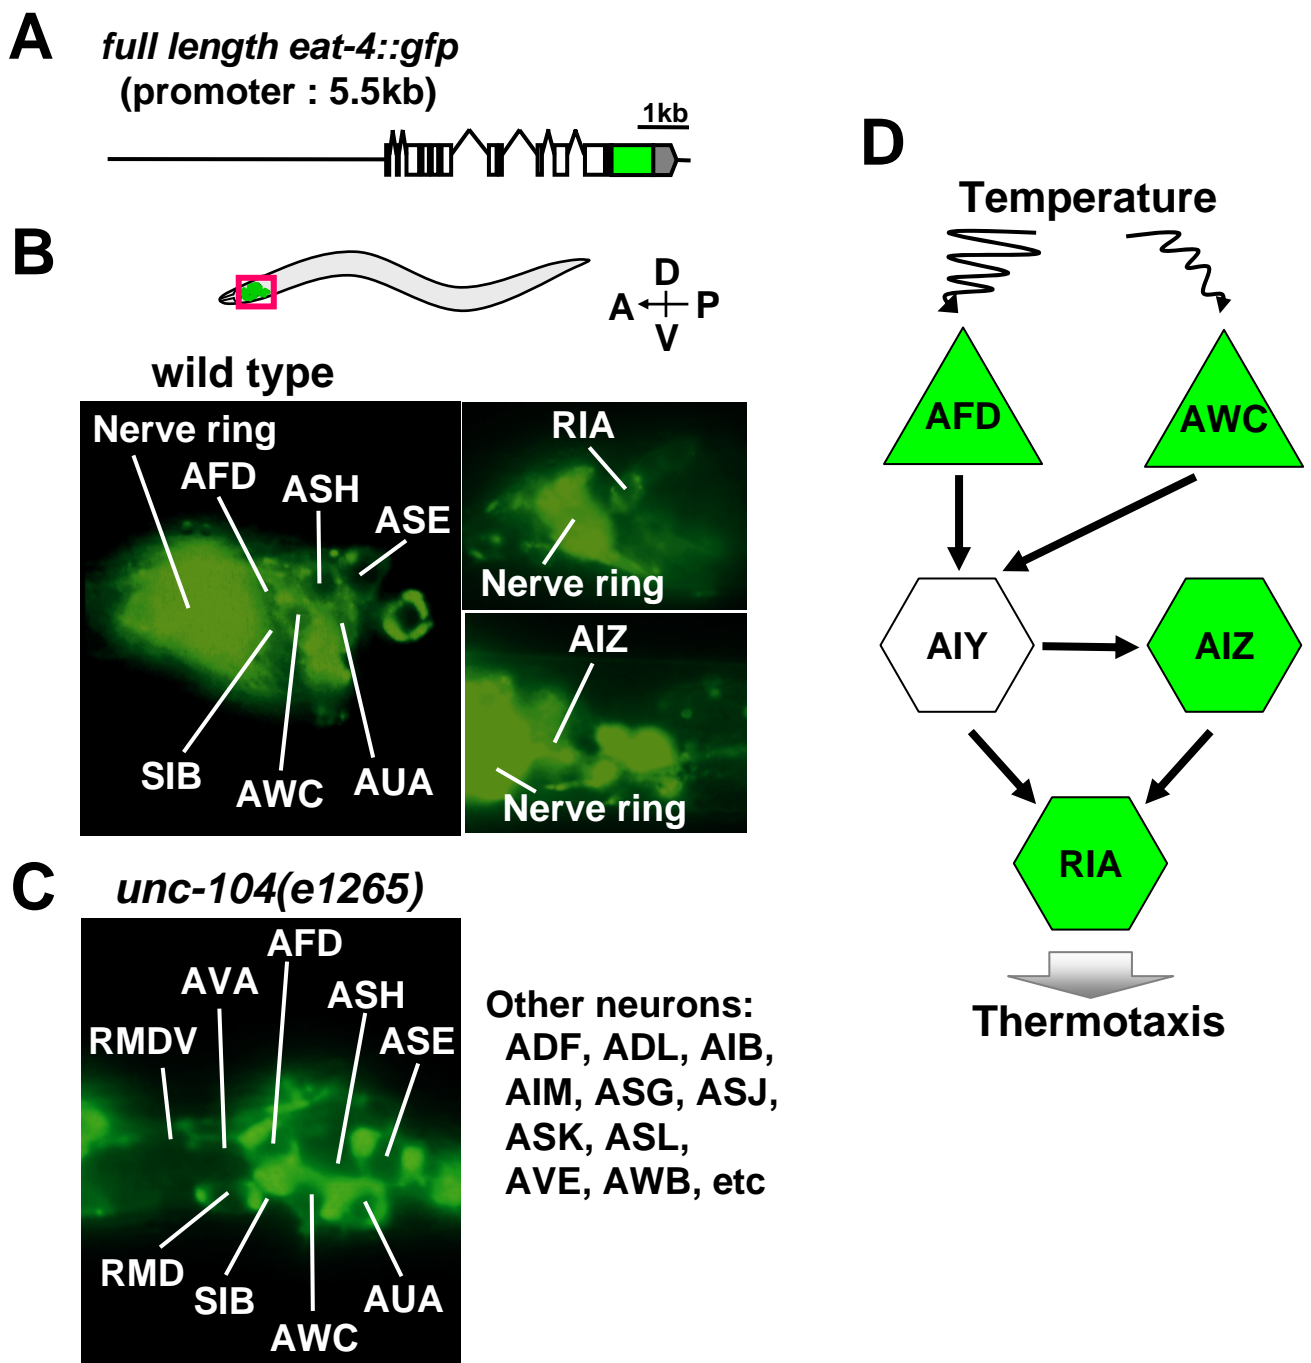 A
full length eat-4::gfp
(promoter : 5.5kb)
1kb
B
D
A
P
V
wild type
Nerve ring
AFD
ASH
ASE
SIB
AWC
AUA
RIA
Nerve ring
AIZ
Nerve ring
C
unc-104(e1265)
AFD
AVA
ASH
RMDV
ASE
RMD
SIB
AUA
AWC
Other neurons:
ADF, ADL, AIB,
AIM, ASG, ASJ,
ASK, ASL,
AVE, AWB, etc
D
Temperature
AFD
AWC
AIY
AIZ
RIA
Thermotaxis